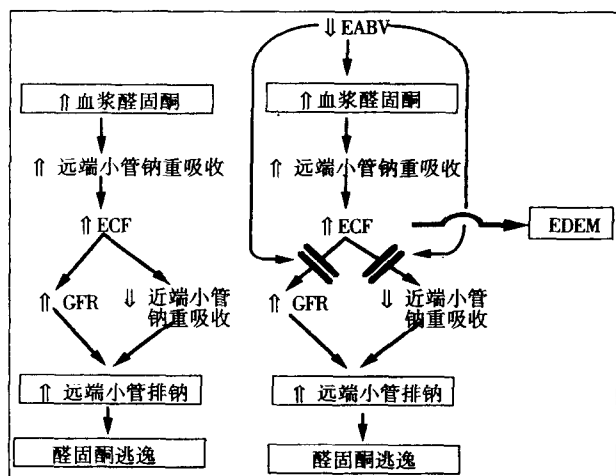 ⇓EABV
⇑血浆醛固酮
⇑血浆醛固酮
⇑ 远端小管钠重吸收
⇑ 远端小管钠重吸收
⇑ECF
⇑ECF
EDEM
⇑ GFR
⇓ 近端小管
钠重吸收
⇑ GFR
⇓ 近端小管
钠重吸收
⇑ 远端小管排钠
⇑ 远端小管排钠
醛固酮逃逸
醛固酮逃逸